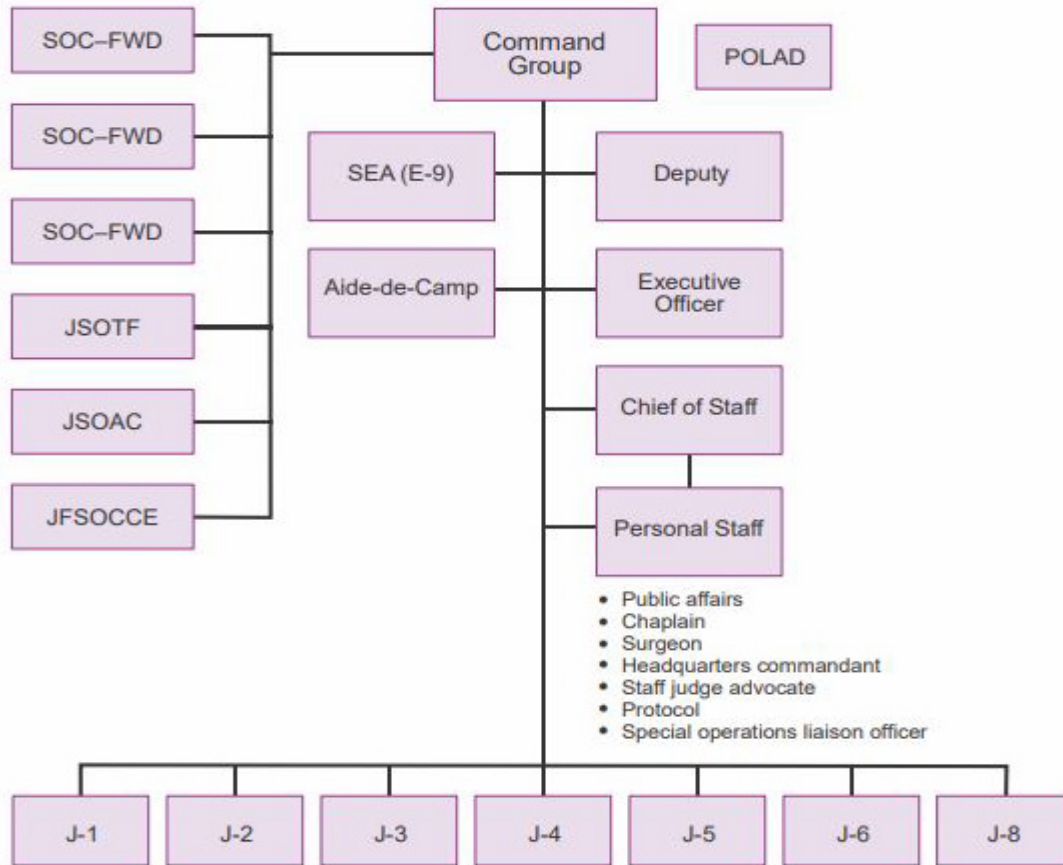 SOC–FWD
SOC–FWD
SOC–FWD
JSOTF
JSOAC
JFSOCCE
Command
Group
POLAD
SEA (E-9)
Deputy
Aide-de-Camp
Executive
Officer
Chief of Staff
Personal Staff
• Public affairs
• Chaplain
• Surgeon
• Headquarters commandant
• Staff judge advocate
• Protocol
• Special operations liaison officer
J-1
J-2
J-3
J-4
J-5
J-6
J-8